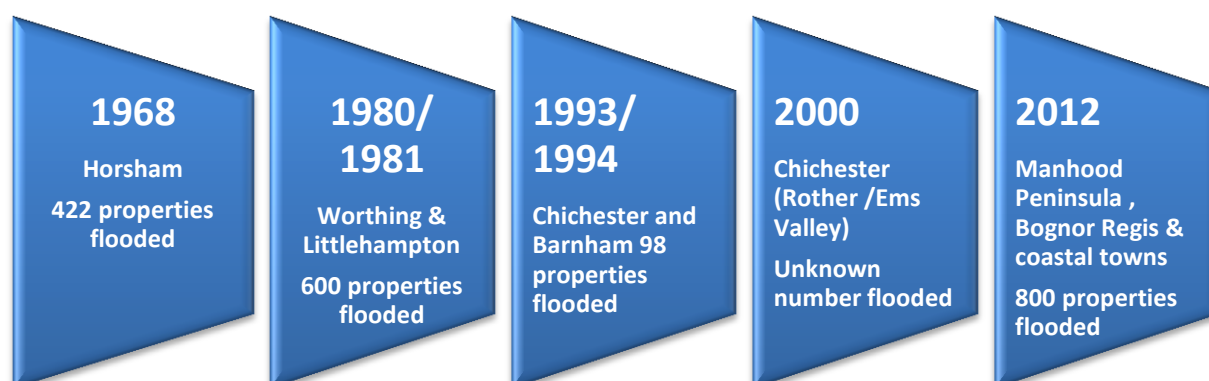 1968
Horsham
422 properties
flooded
1980/
1981
Worthing &
Littlehampton
600 properties
flooded
1993/
1994
Chichester and
Barnham 98
properties
flooded
2000
Chichester
(Rother /Ems
Valley)
Unknown
number flooded
2012
Manhood
Peninsula ,
Bognor Regis &
coastal towns
800 properties
flooded